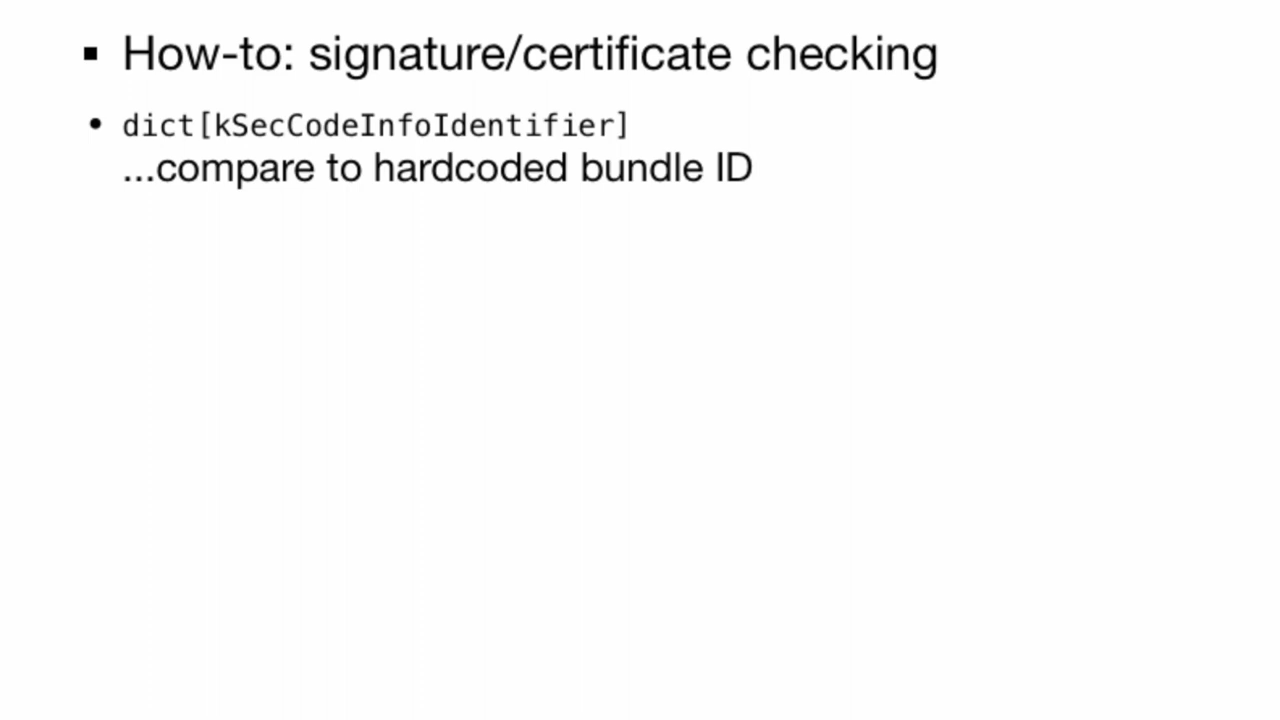 ▪ How-to: signature/certificate checking
• dict[kSecCodeInfoIdentifier]
...compare to hardcoded bundle ID